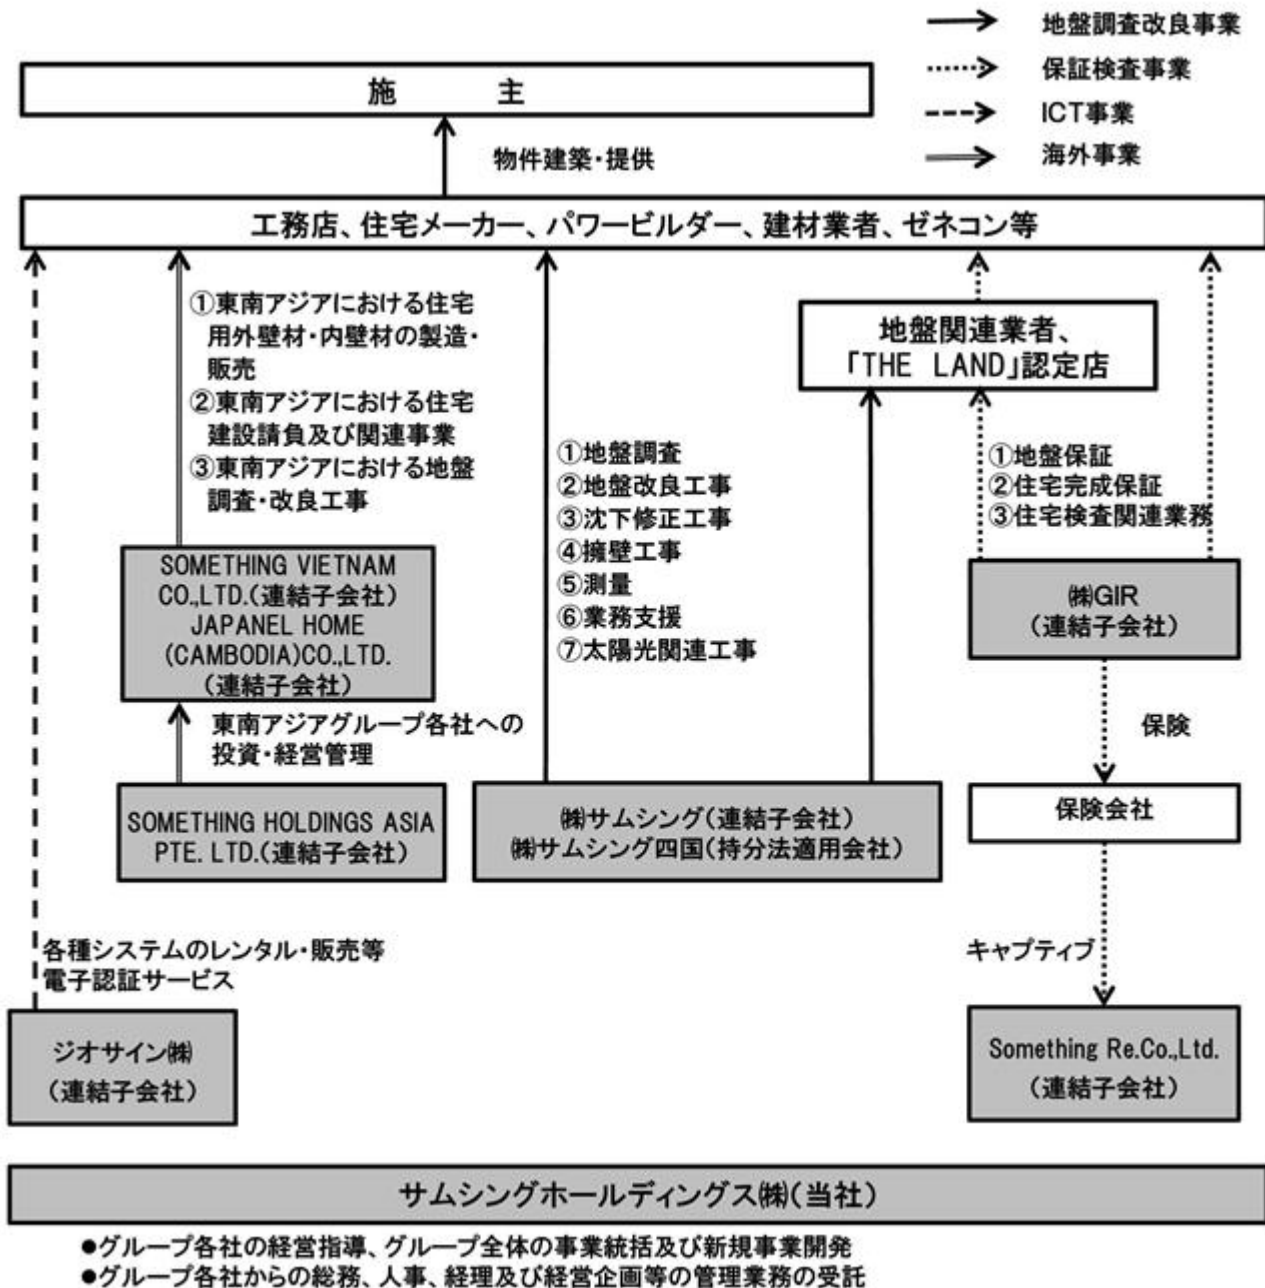 地盤調査改良事業
保証検査事業
ICT事業
海外事業
施　主
物件建築・提供
工務店、住宅メーカー、パワービルダー、建材業者、ゼネコン等
①東南アジアにおける住宅
用外壁材・内壁材の製造・
販売
②東南アジアにおける住宅
建設請負及び関連事業
③東南アジアにおける地盤
調査・改良工事
地盤関連業者、
「THE LAND」認定店
①地盤調査
②地盤改良工事
③沈下修正工事
④擁壁工事
⑤測量
⑥業務支援
⑦太陽光関連工事
①地盤保証
②住宅完成保証
③住宅検査関連業務
SOMETHING VIETNAM
CO.,LTD.(連結子会社)
JAPANEL HOME
(CAMBODIA)CO.,LTD.
(連結子会社)
㈱GIR
(連結子会社)
東南アジアグループ各社への
投資・経営管理
保険
SOMETHING HOLDINGS ASIA
PTE. LTD.(連結子会社)
㈱サムシング(連結子会社)
㈱サムシング四国(持分法適用会社)
保険会社
各種システムのレンタル・販売等
電子認証サービス
キャプティブ
ジオサイン㈱
(連結子会社)
Something Re.Co.,Ltd.
(連結子会社)
サムシングホールディングス㈱(当社)
●グループ各社の経営指導、グループ全体の事業統括及び新規事業開発
●グループ各社からの総務、人事、経理及び経営企画等の管理業務の受託